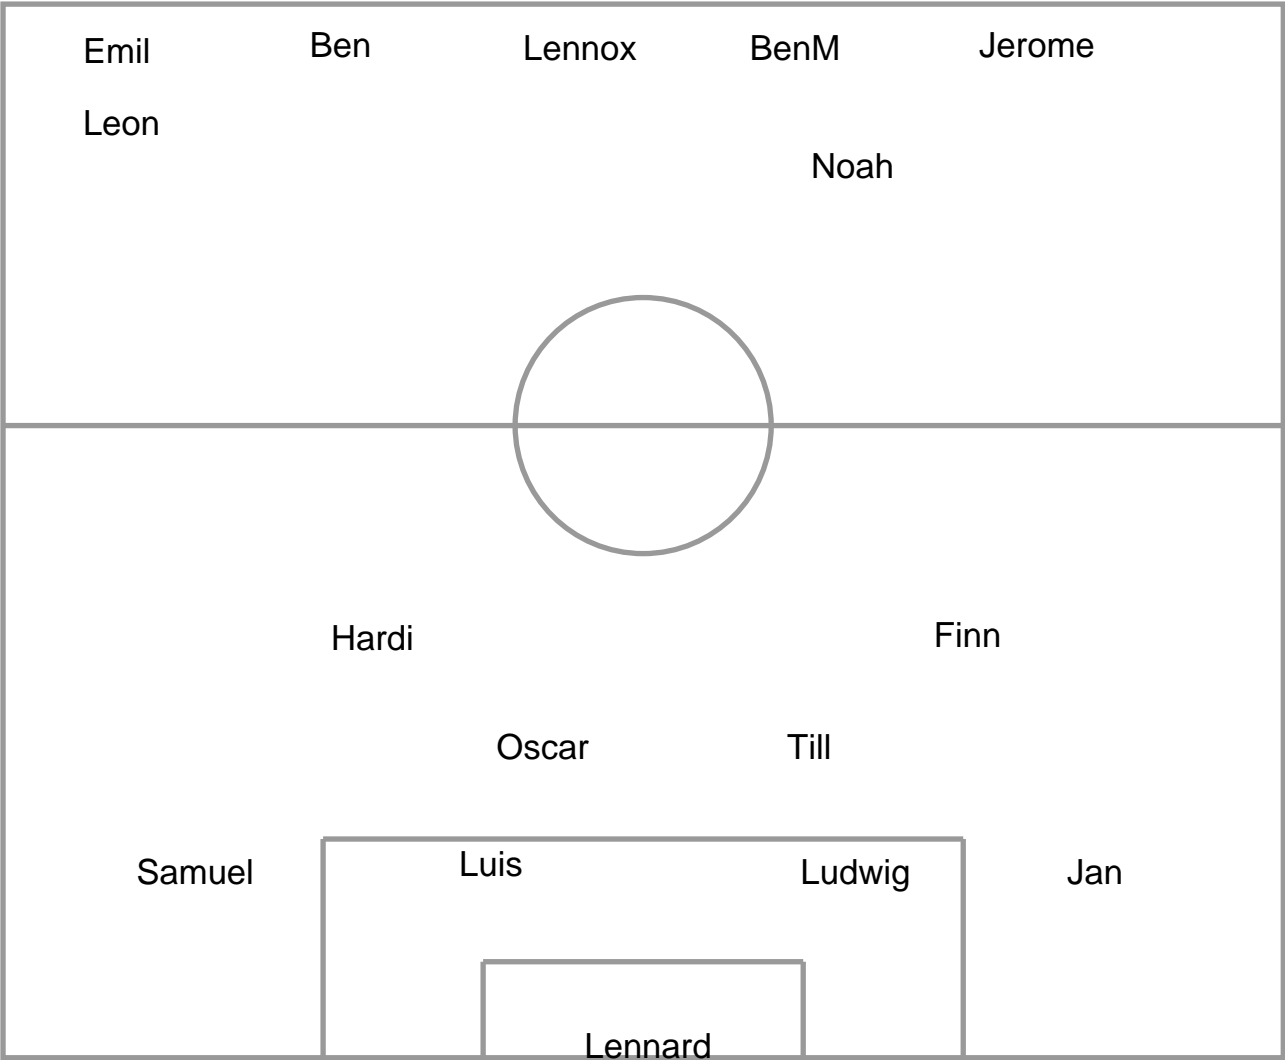 Emil Ben Lennox BenM Jerome
Leon
Noah
Hardi Finn
Oscar Till
Samuel Luis Ludwig Jan
Lennard